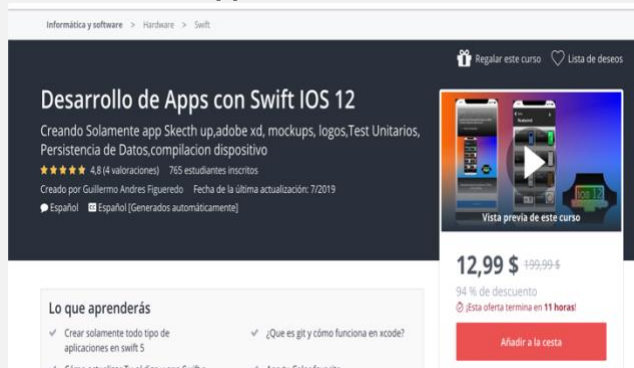 Informática y software > Hardware > Swift
Regalar este curso Lista de deseos
Desarrollo de Apps con Swift IOS 12
Creando Solamente app Skecth up,adobe xd, mockups, logos,Test Unitarios,
Persistencia de Datos,compilacion dispositivo
4,8 (4 valoraciones) 765 estudiantes inscritos
Creado por Guillermo Andres Figueredo Fecha de la última actualización: 7/2019
Español Español [Generados automáticamente]
ios 12
Vista previa de este curso
12,99 $ 199,99 $
94 % de descuento
¡Esta oferta termina en 11 horas!
Añadir a la cesta
Lo que aprenderás
Crear solamente todo tipo de
aplicaciones en swift 5
¿Que es git y cómo funciona en xcode?